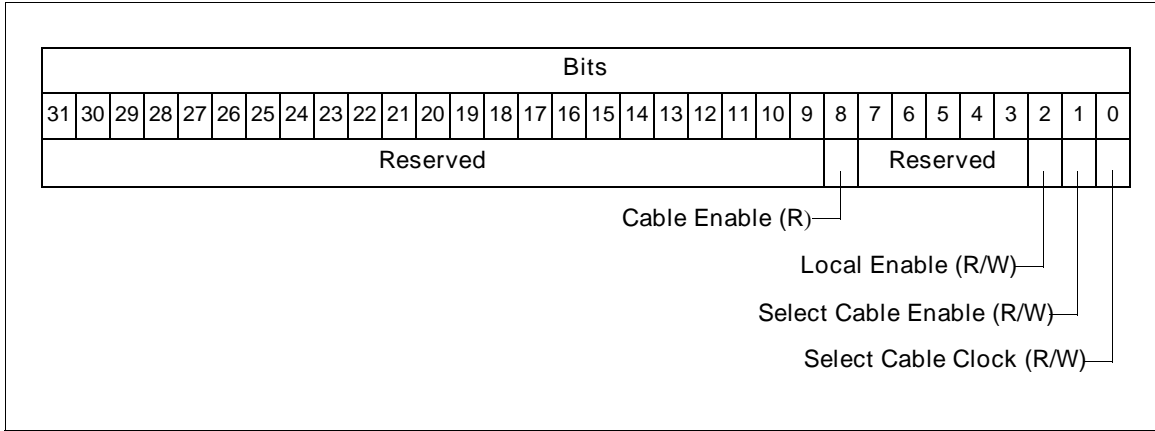 Bits
31 30 29 28 27 26 25 24 23 22 21 20 19 18 17 16 15 14 13 12 11 10 9 8 7 6 5 4 3 2 1 0
Reserved Reserved
Cable Enable (R)
Local Enable (R/W)
Select Cable Enable (R/W)
Select Cable Clock (R/W)